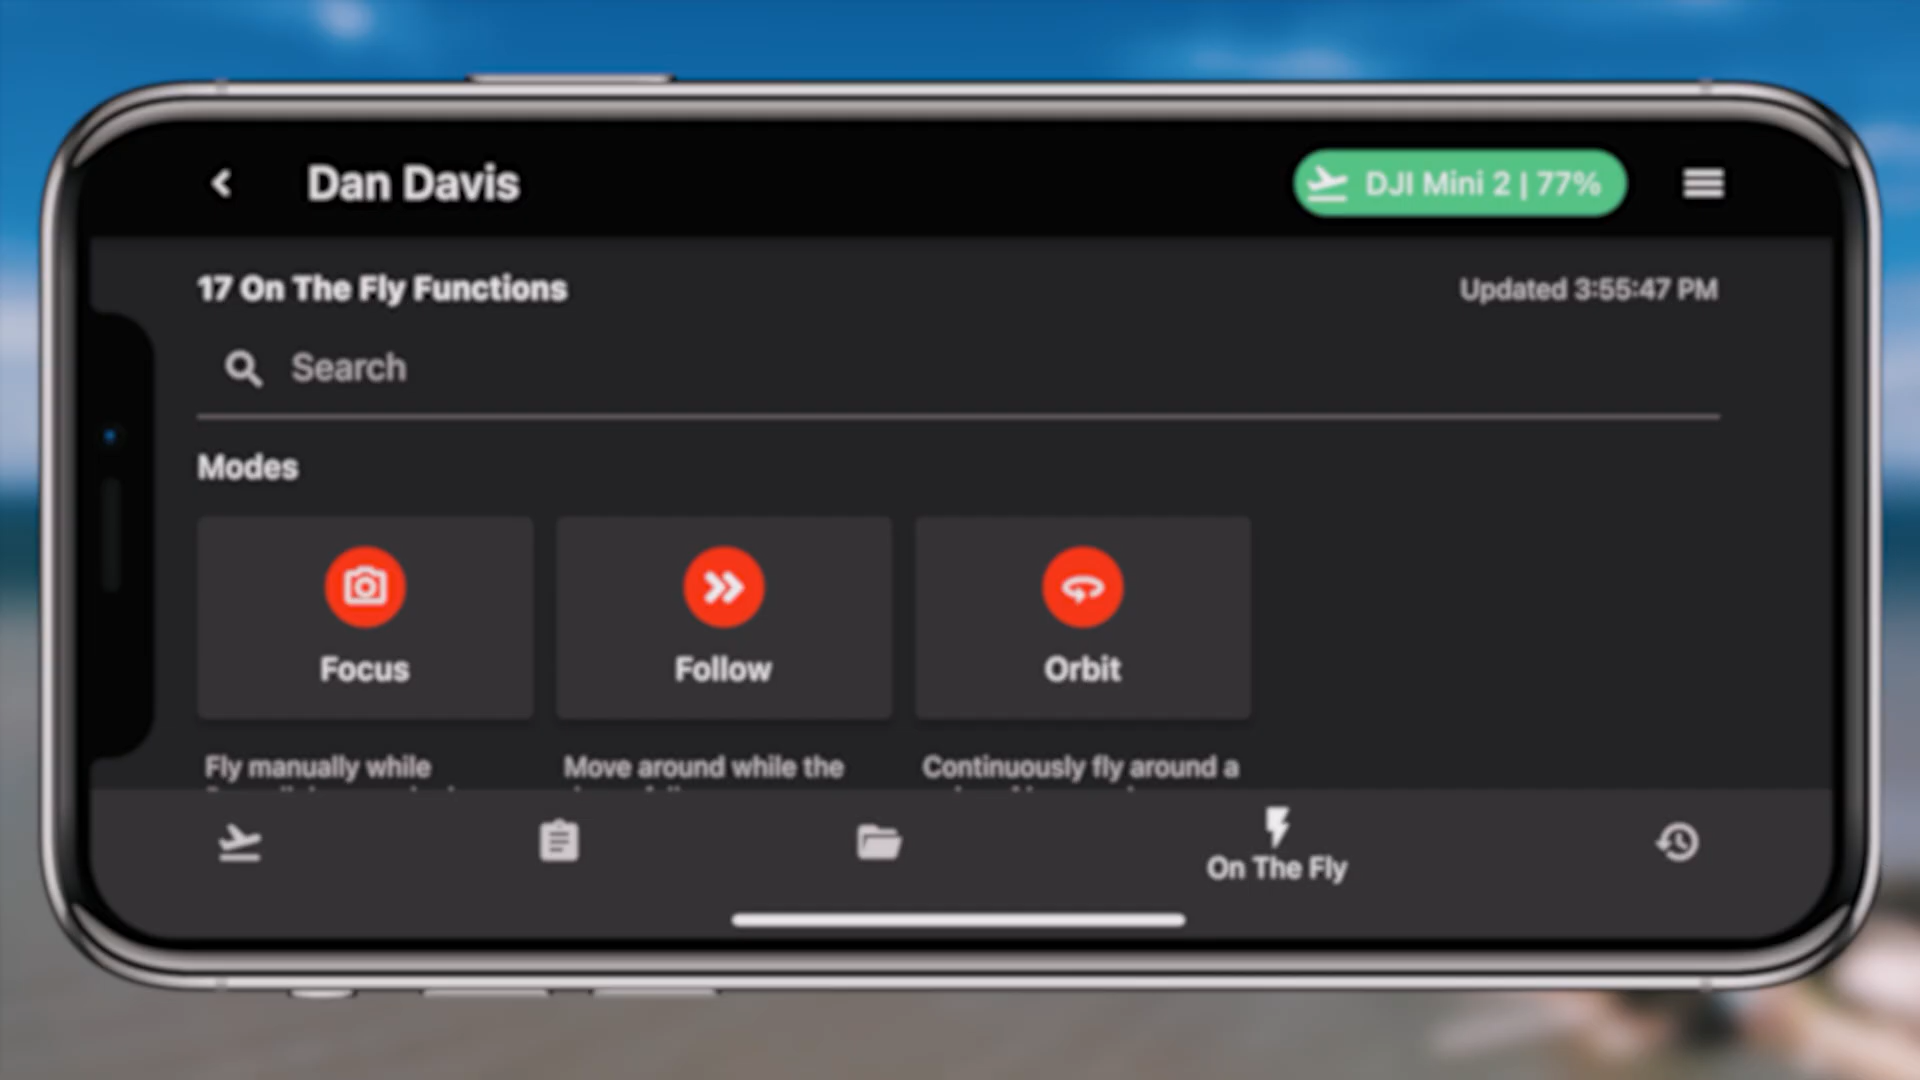 Dan Davis
DJI Mini 2 | 77%
17 On The Fly Functions
Updated 3:55:47 PM
Search
Modes
Focus
Follow
Orbit
Fly manually while
Move around while the
Continuously fly around a
On The Fly